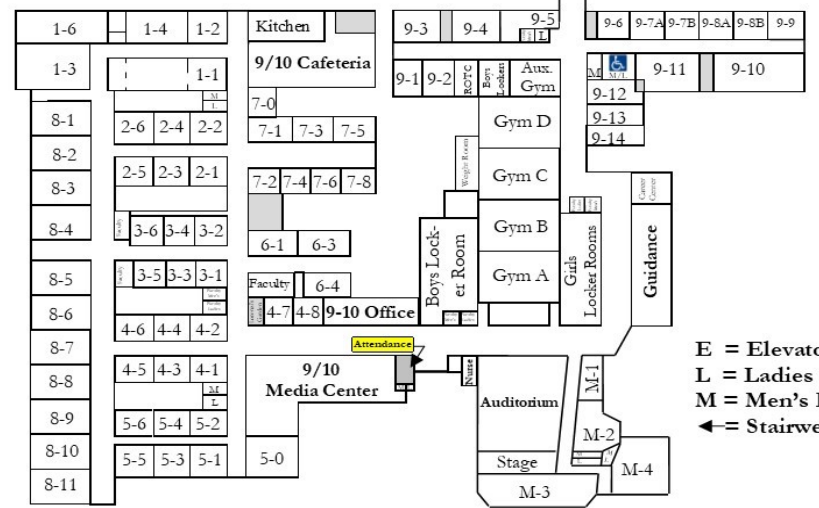 1-6
1-4
1-2
Kitchen
9-3
9-4
9-5
L
9-6
9-7A
9-7B
9-8A
9-8B
9-9
1-3
1-1
9/10 Cafeteria
9-1
9-2
ROTC
Boys
Lockers
Aux.
Gym
M
M/L
9-11
9-10
M
L
7-0
9-12
8-1
2-6
2-4
2-2
7-1
7-3
7-5
Gym D
9-13
9-14
8-2
Weight Room
2-5
2-3
2-1
7-2
7-4
7-6
7-8
Gym C
8-3
Career
Center
8-4
Faculty
3-6
3-4
3-2
6-1
6-3
Boys Lock-
er Room
Gym B
Girls
Locker Rooms
Guidance
8-5
Faculty
3-5
3-3
3-1
Faculty
6-4
Gym A
8-6
4-7
4-8
9-10 Office
4-6
4-4
4-2
8-7
Attendance
4-5
4-3
4-1
9/10
Media Center
Nurse
M-1
E = Elevato
L = Ladies
M = Men's
= Stairwe
8-8
M
L
Auditorium
8-9
5-6
5-4
5-2
M-2
8-10
5-5
5-3
5-1
5-0
Stage
M-4
8-11
M-3